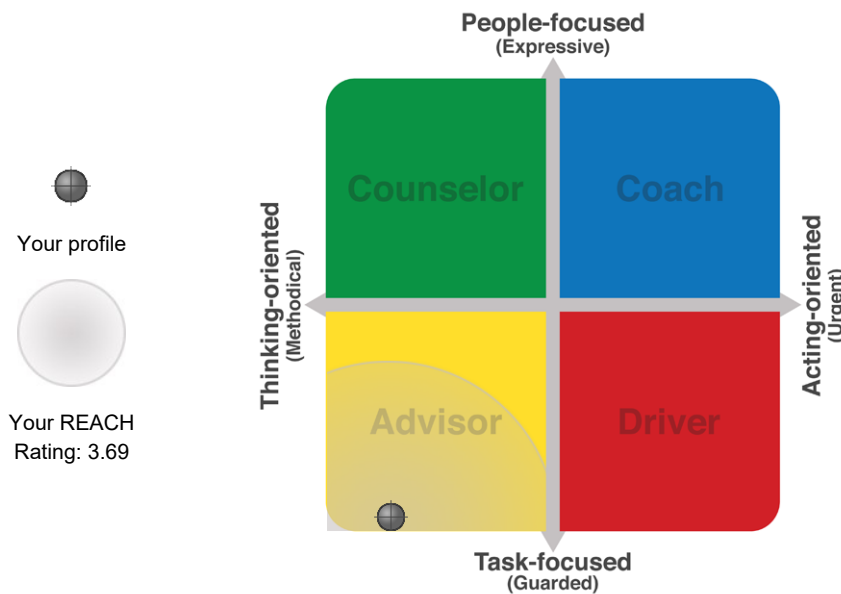 People-focused
(Expressive)
Counselor
Coach
Your profile
Thinking-oriented
(Methodical)
Acting-oriented
(Urgent)
Your REACH
Rating: 3.69
Advisor
Driver
Task-focused
(Guarded)